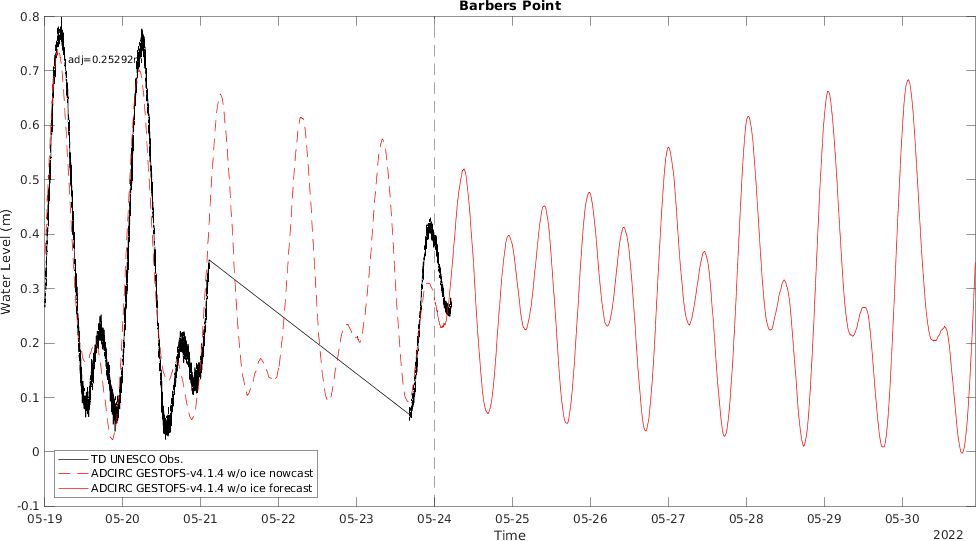 Barbers Point
0.8
0.7
0.6
0.5
0.4
0.3
0.2
0.1
0
-0.1
Water Level (m)
adj=0.25292
TD UNESCO Obs.
ADCIRC GESTOFS-v4.1.4 w/o ice nowcast
ADCIRC GESTOFS-v4.1.4 w/o ice forecast
05-19 05-20 05-21 05-22 05-23 05-24 05-25 05-26 05-27 05-28 05-29 05-30
Time
2022